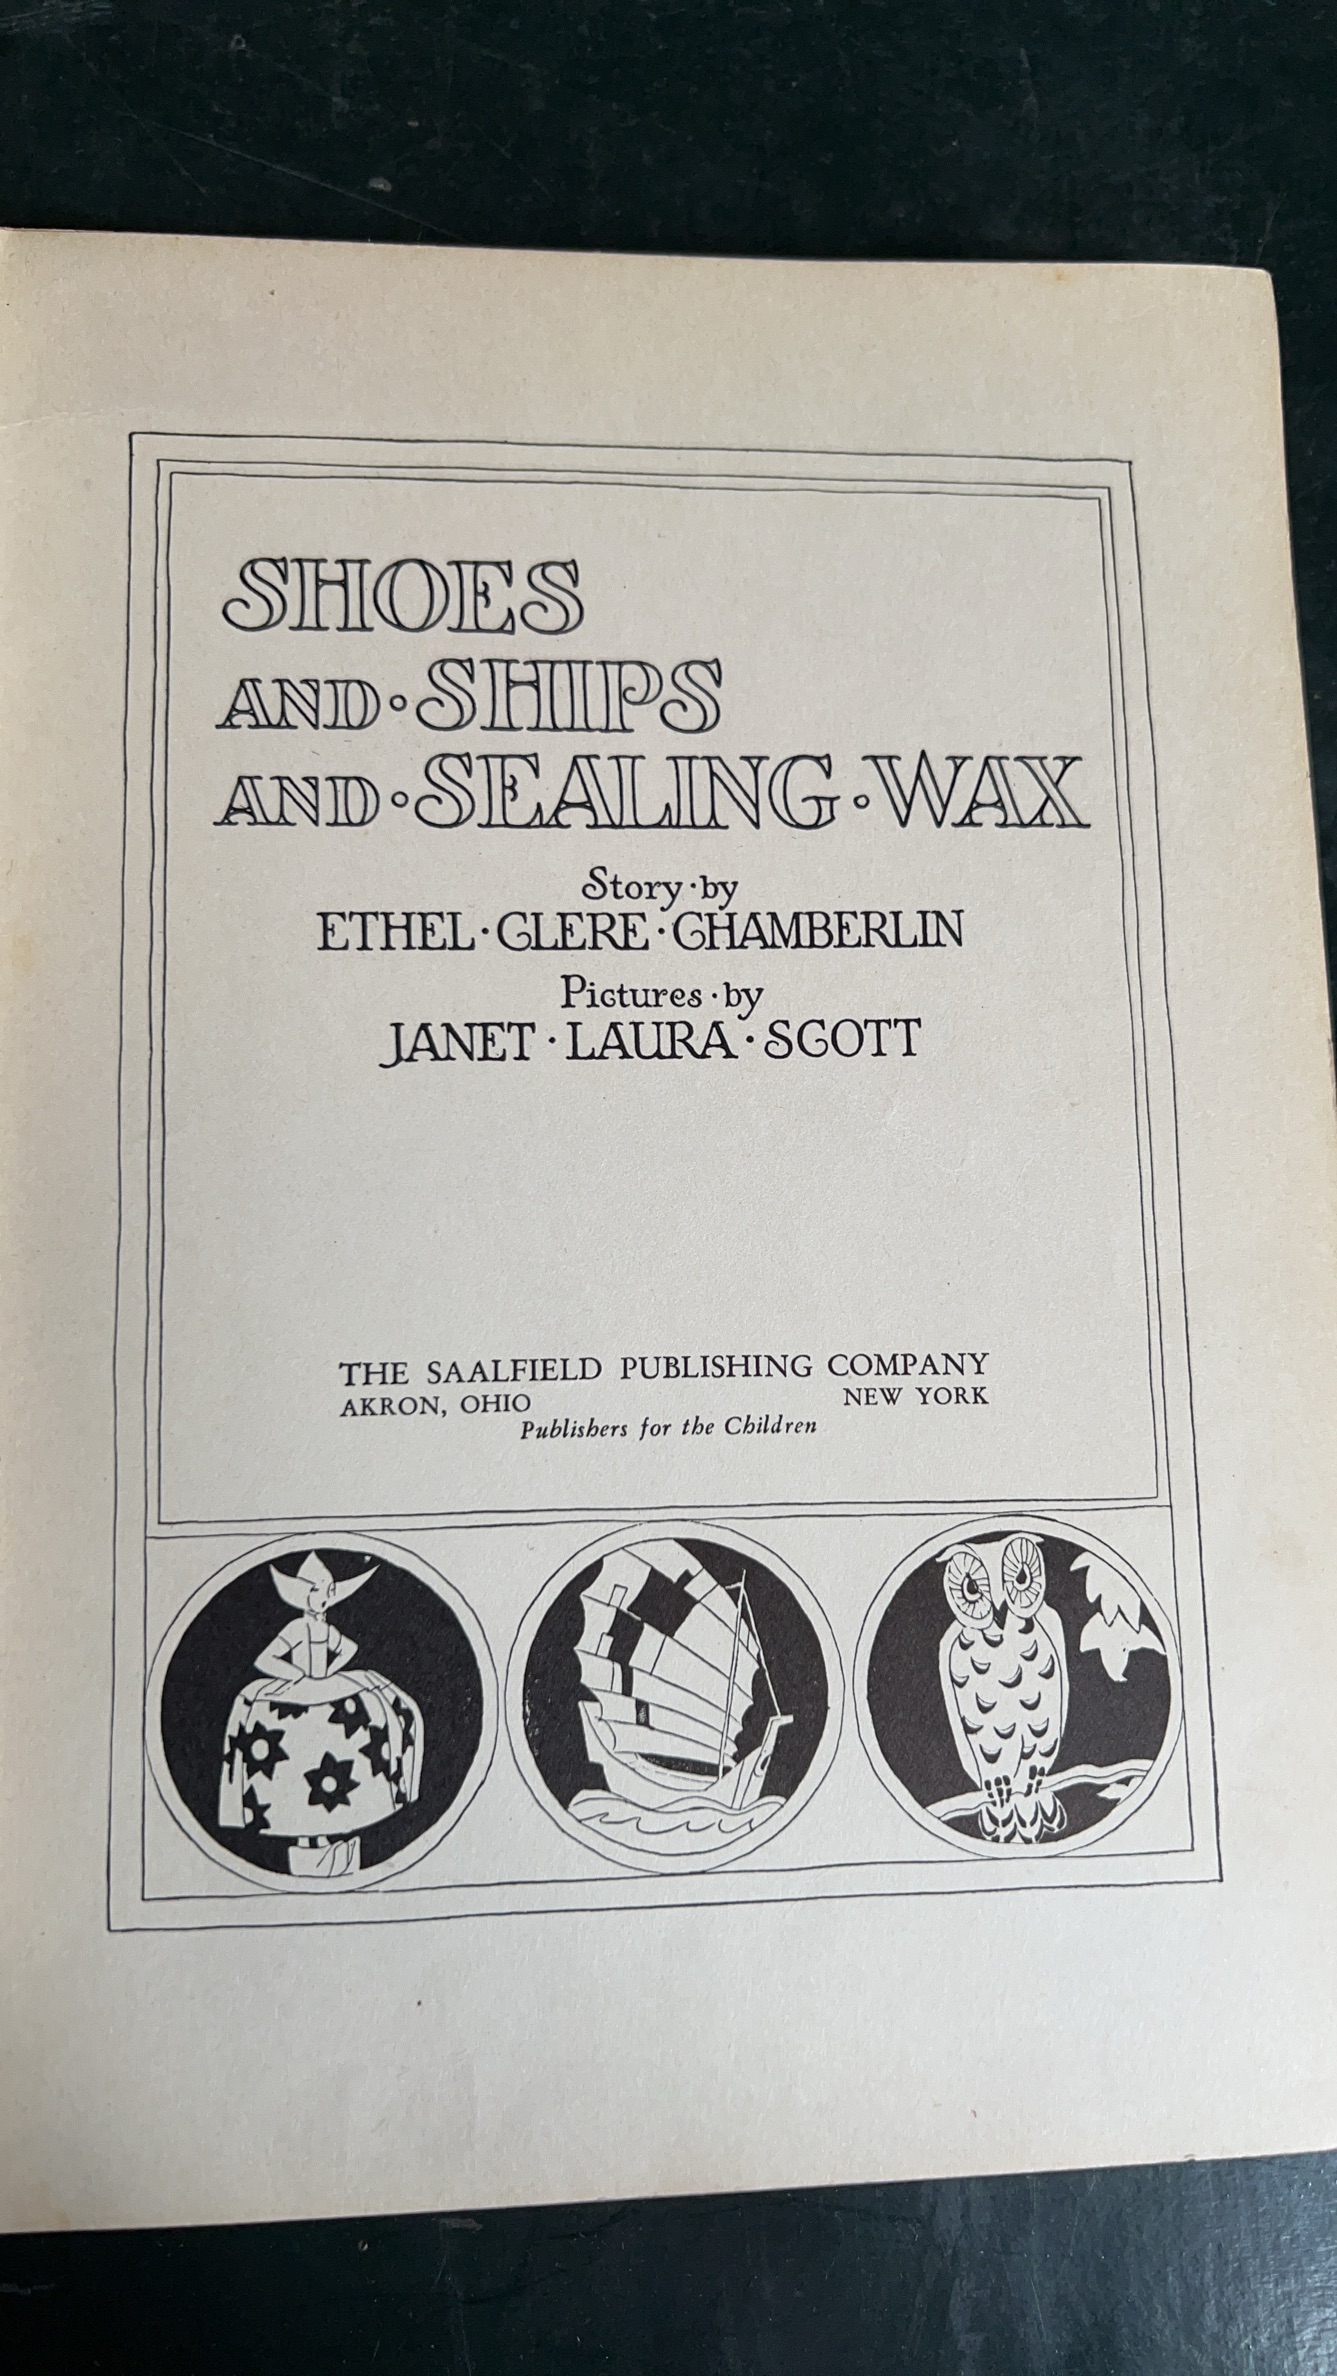 SHOES
AND·SHIPS
AND·SEALING·WAX
Story·by
ETHEL·CLERE·CHAMBERLIN
Pictures·by
JANET·LAURA·SCOTT
THE SAALFIELD PUBLISHING COMPANY
AKRON, OHIO NEW YORK
Publishers for the Children